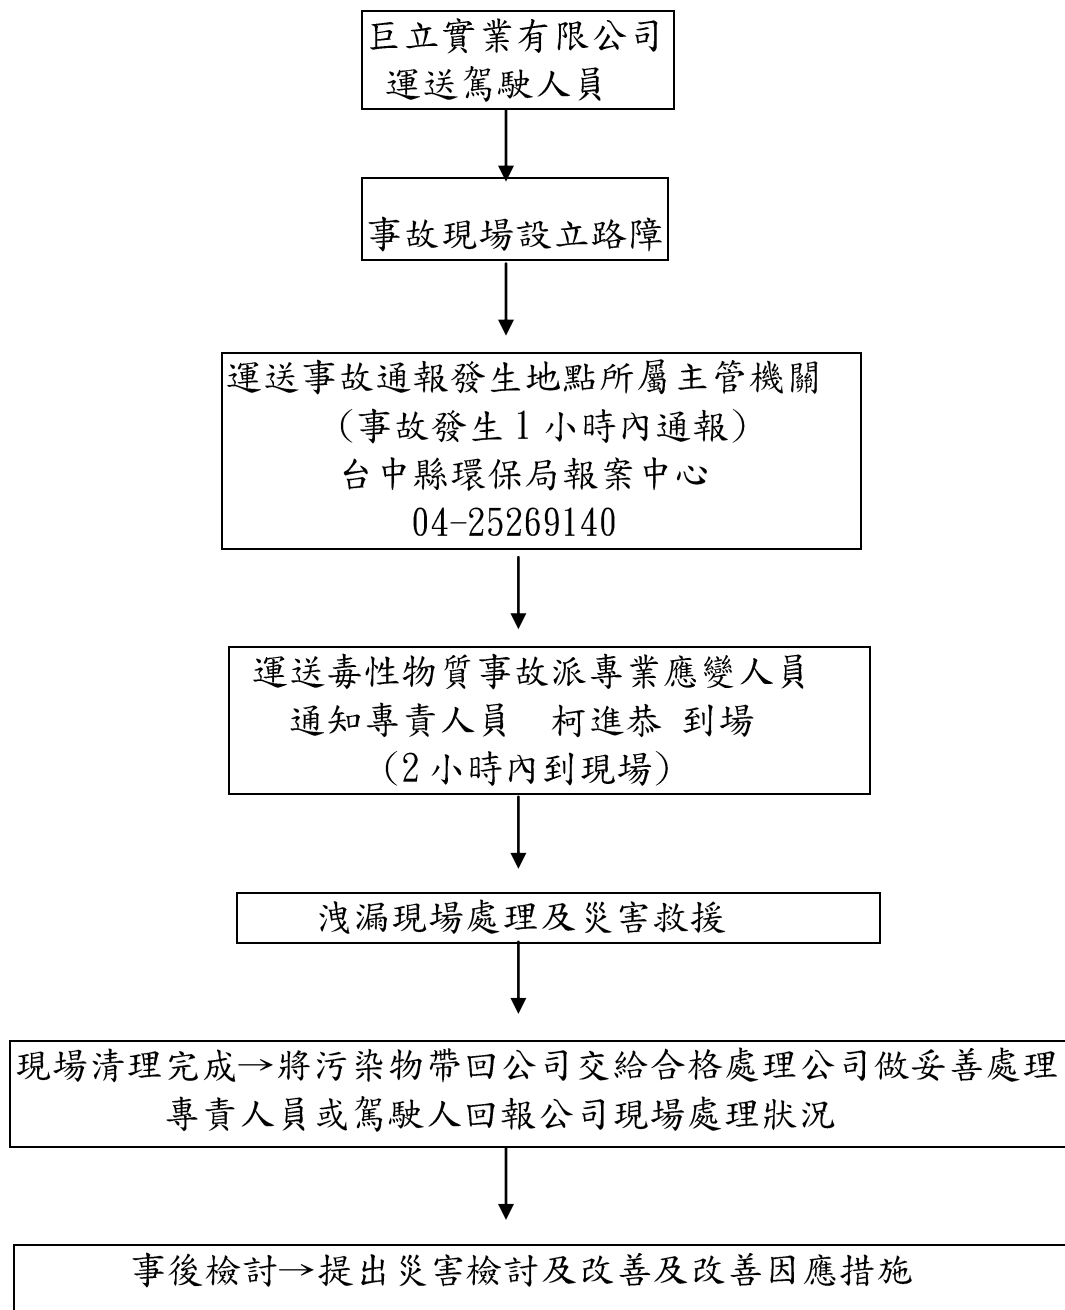 巨立實業有限公司
運送駕駛人員
事故現場設立路障
運送事故通報發生地點所屬主管機關
(事故發生1小時內通報)
台中縣環保局報案中心
04-25269140
運送毒性物質事故派專業應變人員
通知專責人員 柯進恭 到場
(2小時內到現場)
洩漏現場處理及災害救援
現場清理完成→將污染物帶回公司交給合格處理公司做妥善處理
專責人員或駕駛人回報公司現場處理狀況
事後檢討→提出災害檢討及改善及改善因應措施